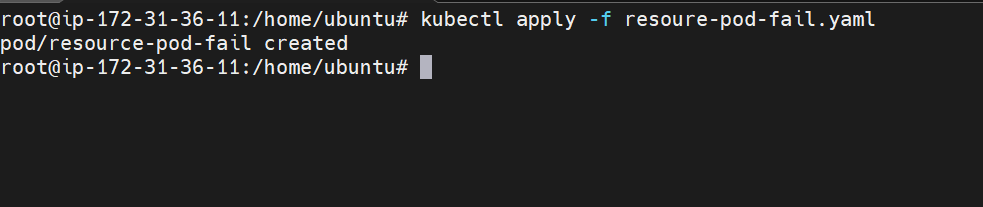 root@ip-172-31-36-11:/home/ubuntu# kubectl apply -f resoure-pod-fail.yaml
pod/resource-pod-fail created
root@ip-172-31-36-11:/home/ubuntu#